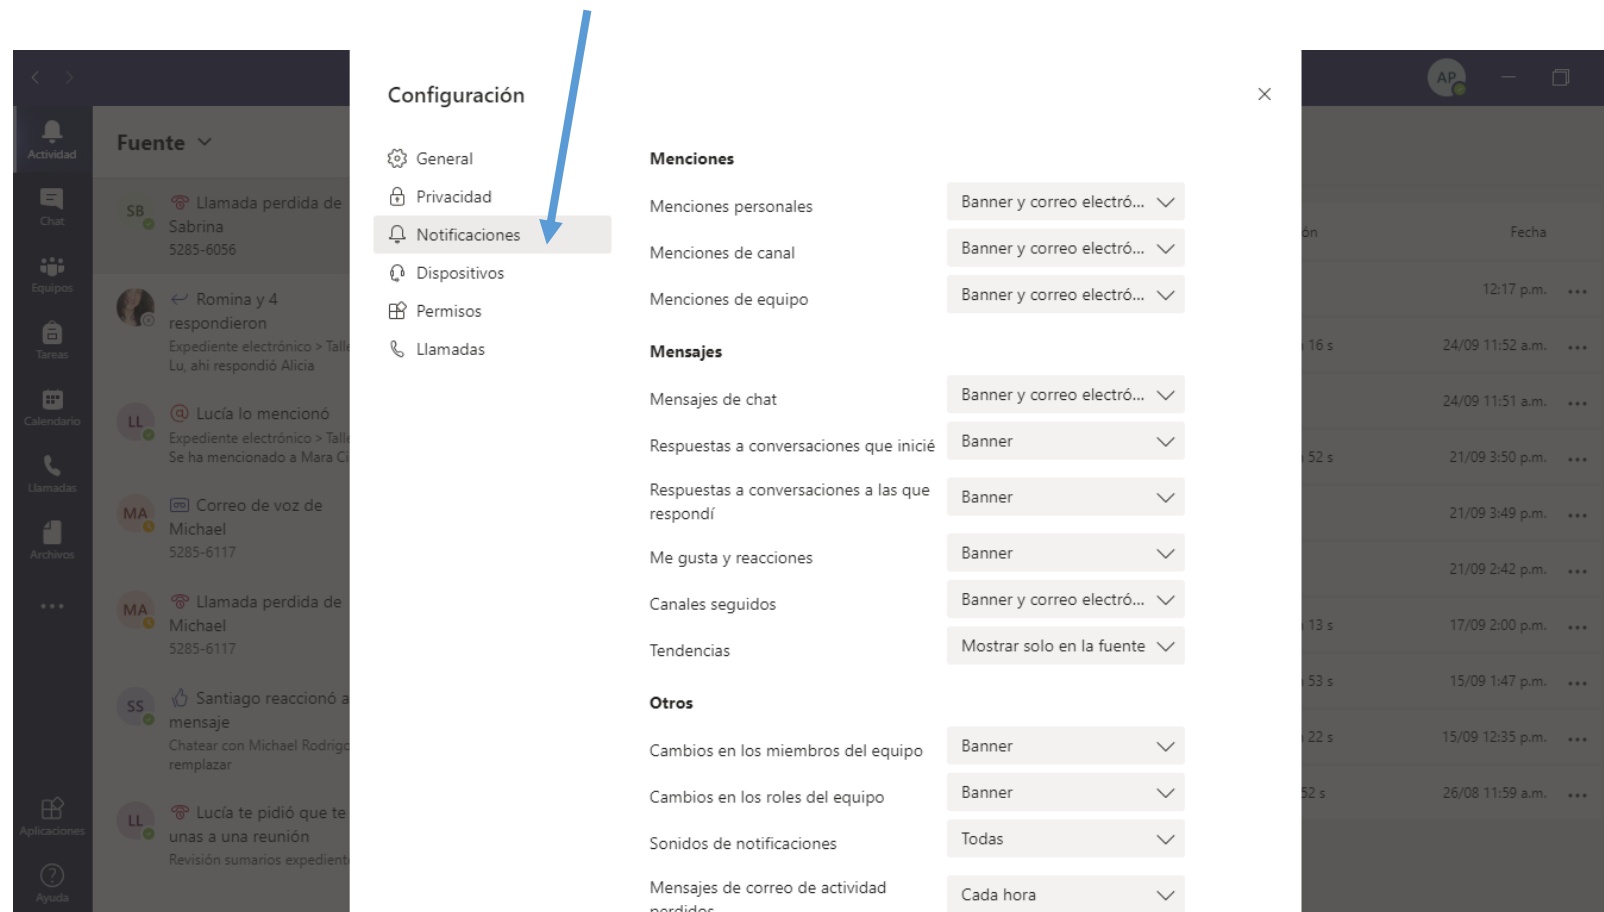 AP
Configuración
Actividad
Chat
Equipos
Tareas
Calendario
Llamadas
Archivos
Aplicaciones
Ayuda
Fuente
SB
Llamada perdida de
Sabrina
5285-6056
Romina y 4
respondieron
Expediente electrónico > Talle
Lu, ahi respondió Alicia
LL
Lucía lo mencionó
Expediente electrónico > Talle
Se ha mencionado a Mara Ci
MA
Correo de voz de
Michael
5285-6117
MA
Llamada perdida de
Michael
5285-6117
SS
Santiago reaccionó a
mensaje
Chatear con Michael Rodrigo
remplazar
LL
Lucía te pidió que te
unas a una reunión
Revisión sumarios expedient
General
Privacidad
Notificaciones
Dispositivos
Permisos
Llamadas
Menciones
Menciones personales Banner y correo electró...
Menciones de canal Banner y correo electró...
Menciones de equipo Banner y correo electró...
Mensajes
Mensajes de chat Banner y correo electró...
Respuestas a conversaciones que inicié Banner
Respuestas a conversaciones a las que
respondí Banner
Me gusta y reacciones Banner
Canales seguidos Banner y correo electró...
Tendencias Mostrar solo en la fuente
Otros
Cambios en los miembros del equipo Banner
Cambios en los roles del equipo Banner
Sonidos de notificaciones Todas
Mensajes de correo de actividad
perdidos Cada hora
ón Fecha
12:17 p.m.
16 s 24/09 11:52 a.m.
24/09 11:51 a.m.
52 s 21/09 3:50 p.m.
21/09 3:49 p.m.
21/09 2:42 p.m.
13 s 17/09 2:00 p.m.
53 s 15/09 1:47 p.m.
22 s 15/09 12:35 p.m.
52 s 26/08 11:59 a.m.